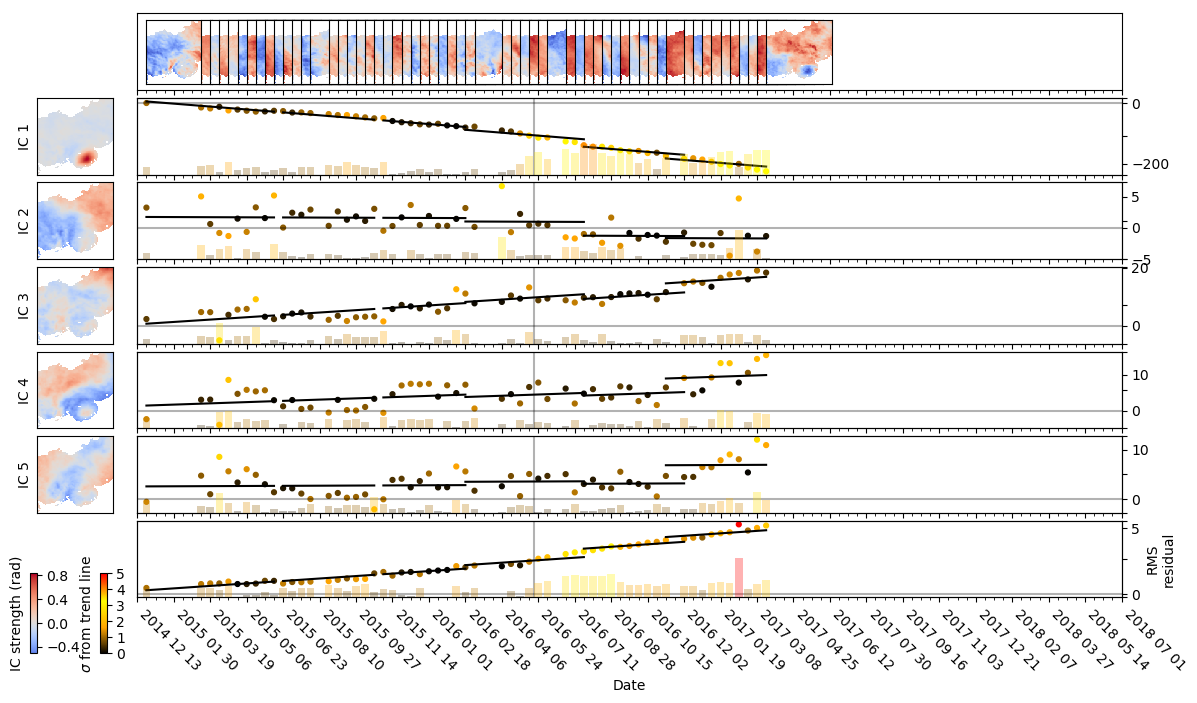 IC 1
0
−200
IC 2
5
0
−5
IC 3
20
0
IC 4
10
0
IC 5
10
0
RMS
residual
5
0
IC strength (rad)
0.8
0.4
0.0
−0.4
σ from trend line
5
4
3
2
1
0
2014 12 13
2015 01 30
2015 03 19
2015 05 06
2015 06 23
2015 08 10
2015 09 27
2015 11 14
2016 01 01
2016 02 18
2016 04 06
2016 05 24
2016 07 11
2016 08 28
2016 10 15
2016 12 02
2017 01 19
2017 03 08
2017 04 25
2017 06 12
2017 07 30
2017 09 16
2017 11 03
2017 12 21
2018 02 07
2018 03 27
2018 05 14
2018 07 01
Date